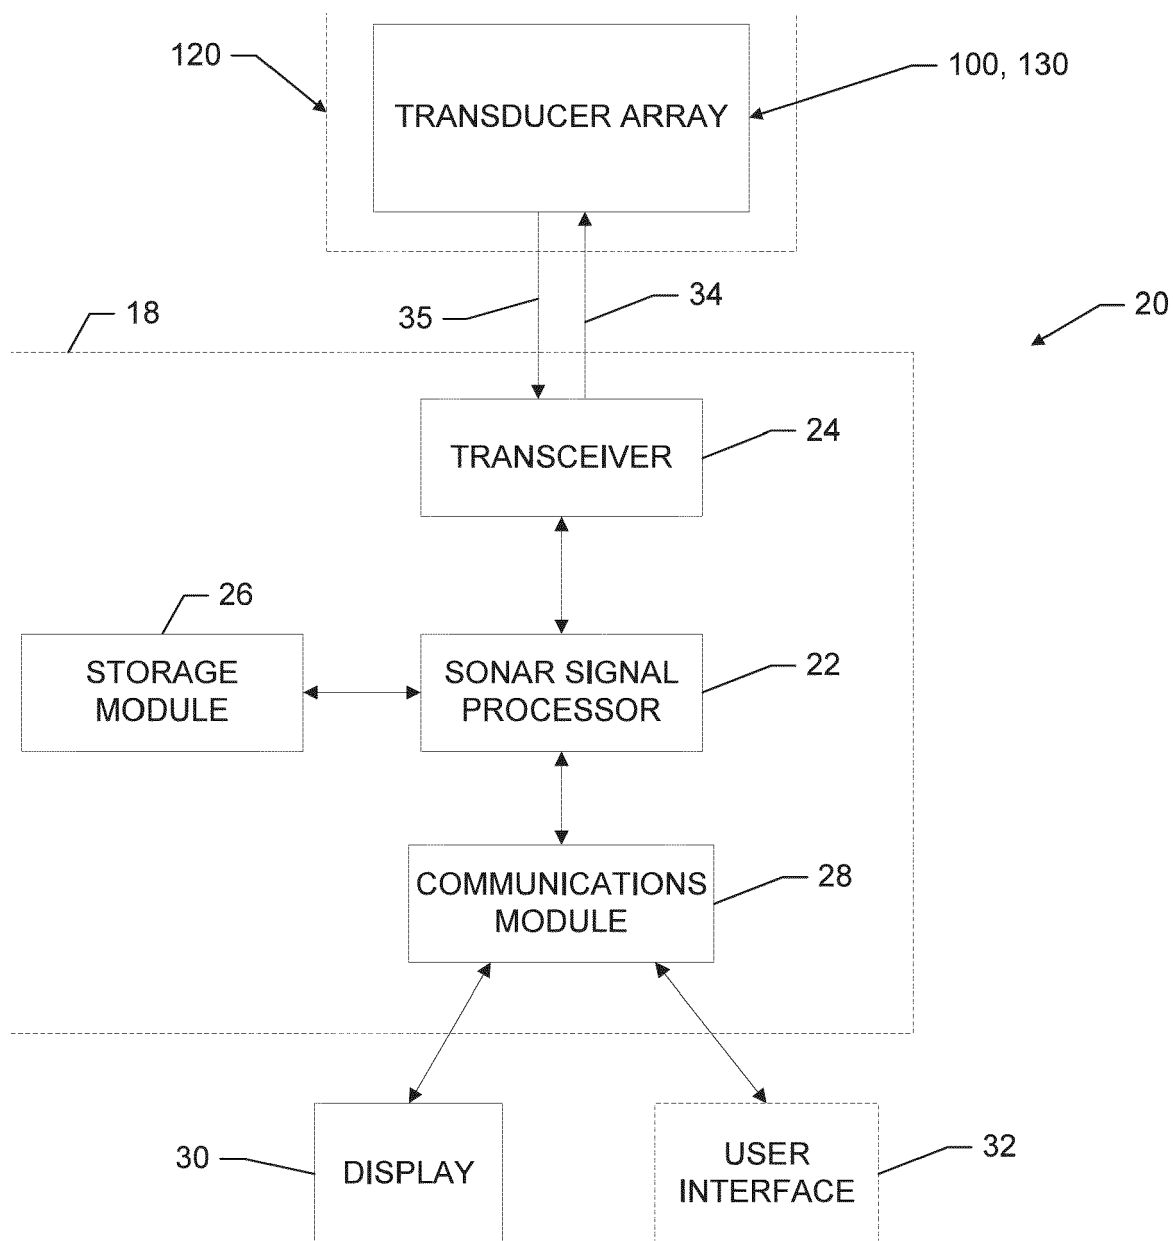 120
100, 130
TRANSDUCER ARRAY
35
34
18
20
TRANSCEIVER
24
26
STORAGE
MODULE
SONAR SIGNAL
PROCESSOR
22
COMMUNICATIONS
MODULE
28
30
DISPLAY
USER
INTERFACE
32